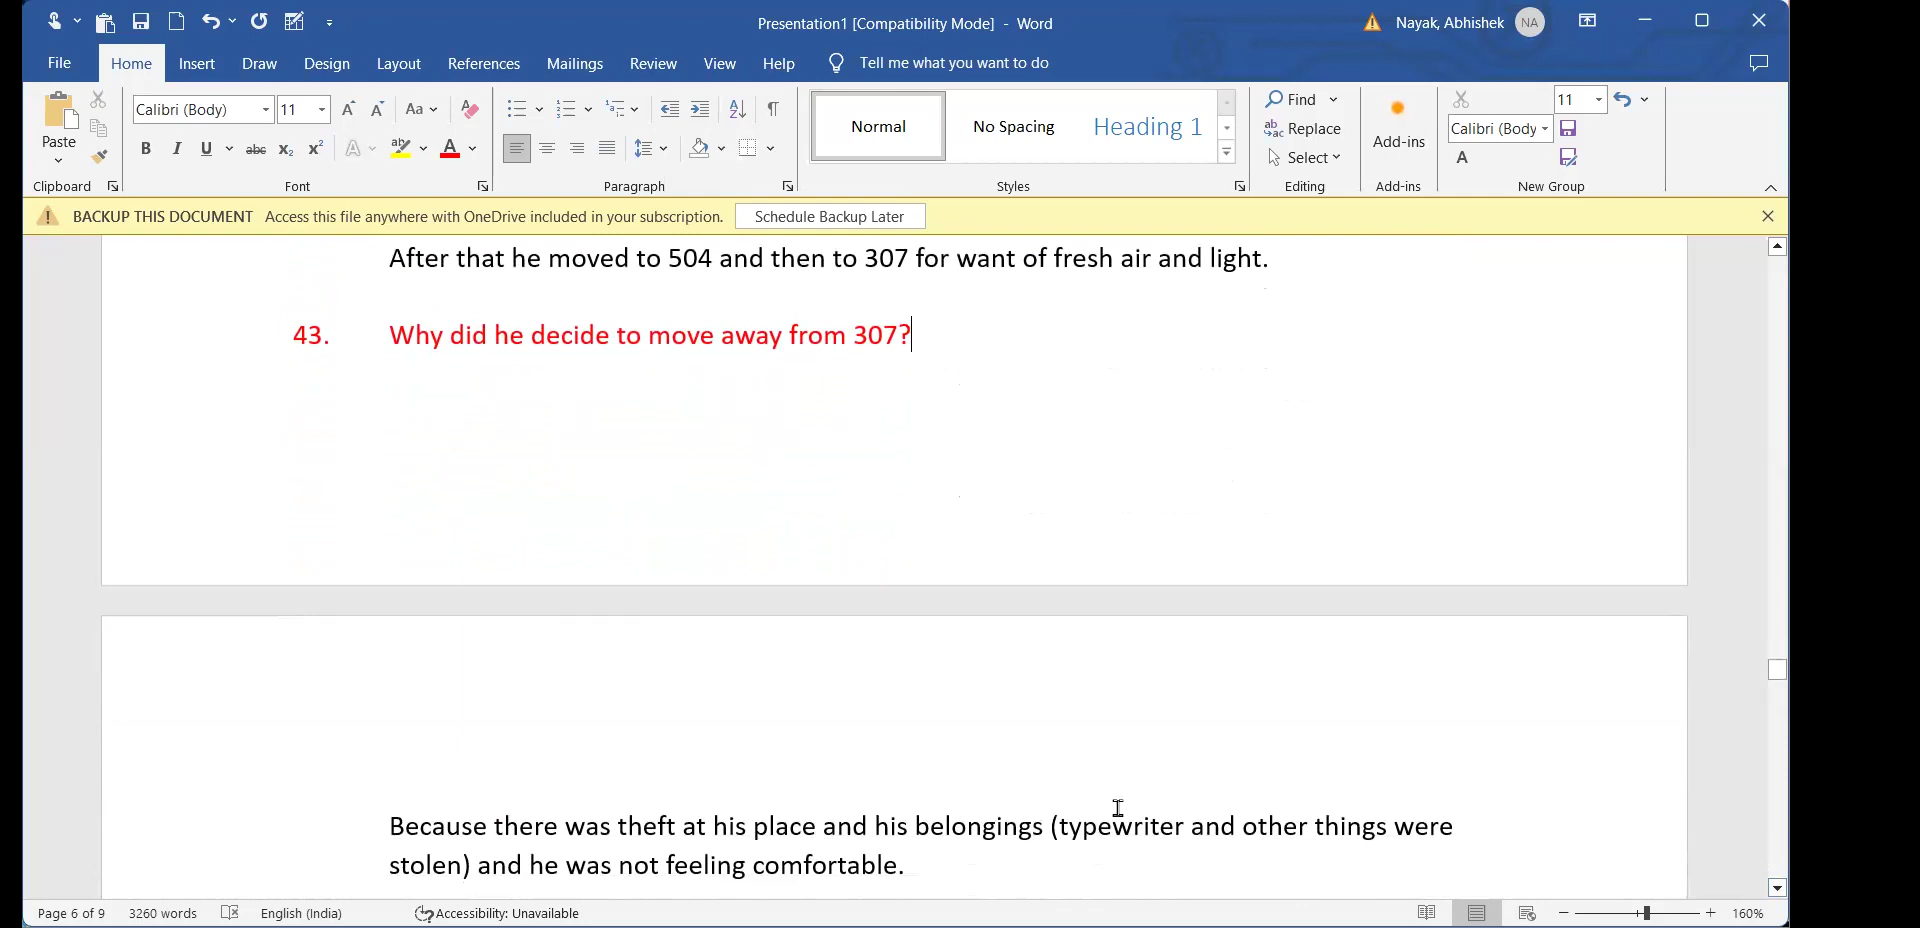 Presentation1 [Compatibility Mode] - Word
Nayak, Abhishek
NA
File
Home
Insert
Draw
Design
Layout
References
Mailings
Review
View
Help
Tell me what you want to do
Paste
Clipboard
Calibri (Body)
11
Aa
B I U abc x₂ x² A A
Font
Paragraph
Normal
No Spacing
Heading 1
Styles
Find
Replace
Select
Editing
Add-ins
Add-ins
11
Calibri (Body
A
New Group
BACKUP THIS DOCUMENT Access this file anywhere with OneDrive included in your subscription.
Schedule Backup Later
After that he moved to 504 and then to 307 for want of fresh air and light.
43. Why did he decide to move away from 307?
Because there was theft at his place and his belongings (typewriter and other things were
stolen) and he was not feeling comfortable.
Page 6 of 9
3260 words
English (India)
Accessibility: Unavailable
160%